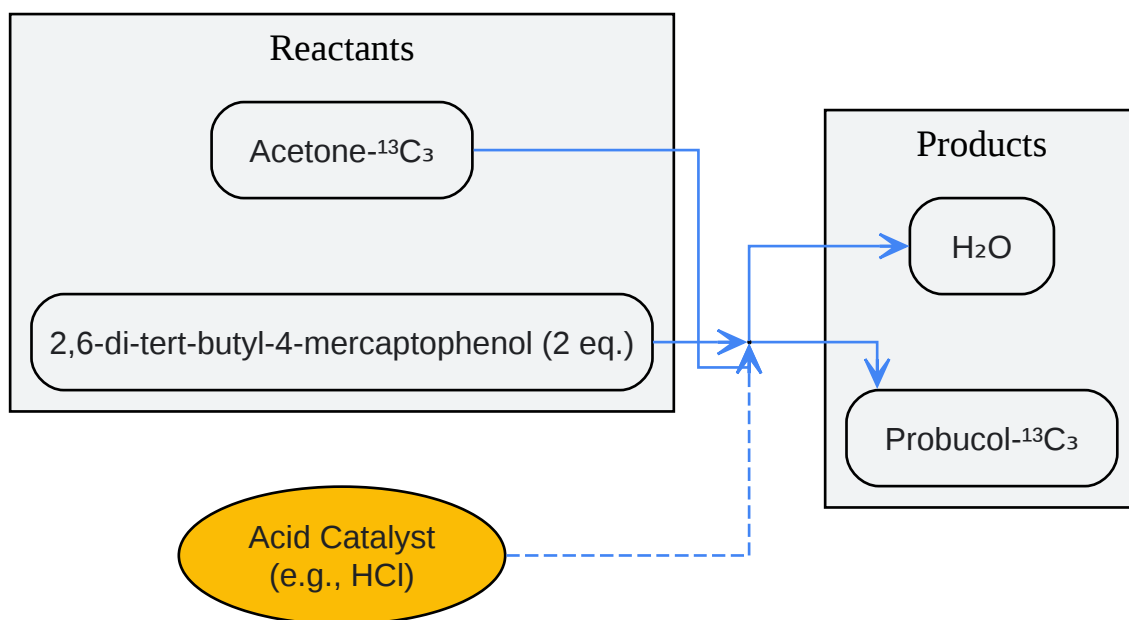 Reactants
Acetone-¹³C₃
2,6-di-tert-butyl-4-mercaptophenol (2 eq.)
Acid Catalyst
(e.g., HCl)
Products
H₂O
Probucol-¹³C₃